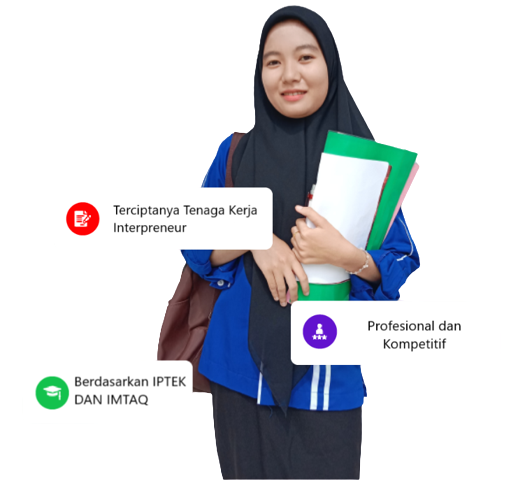 Terciptanya Tenaga Kerja
Interpreneur
Profesional dan
Kompetitif
Berdasarkan IPTEK
DAN IMTAQ